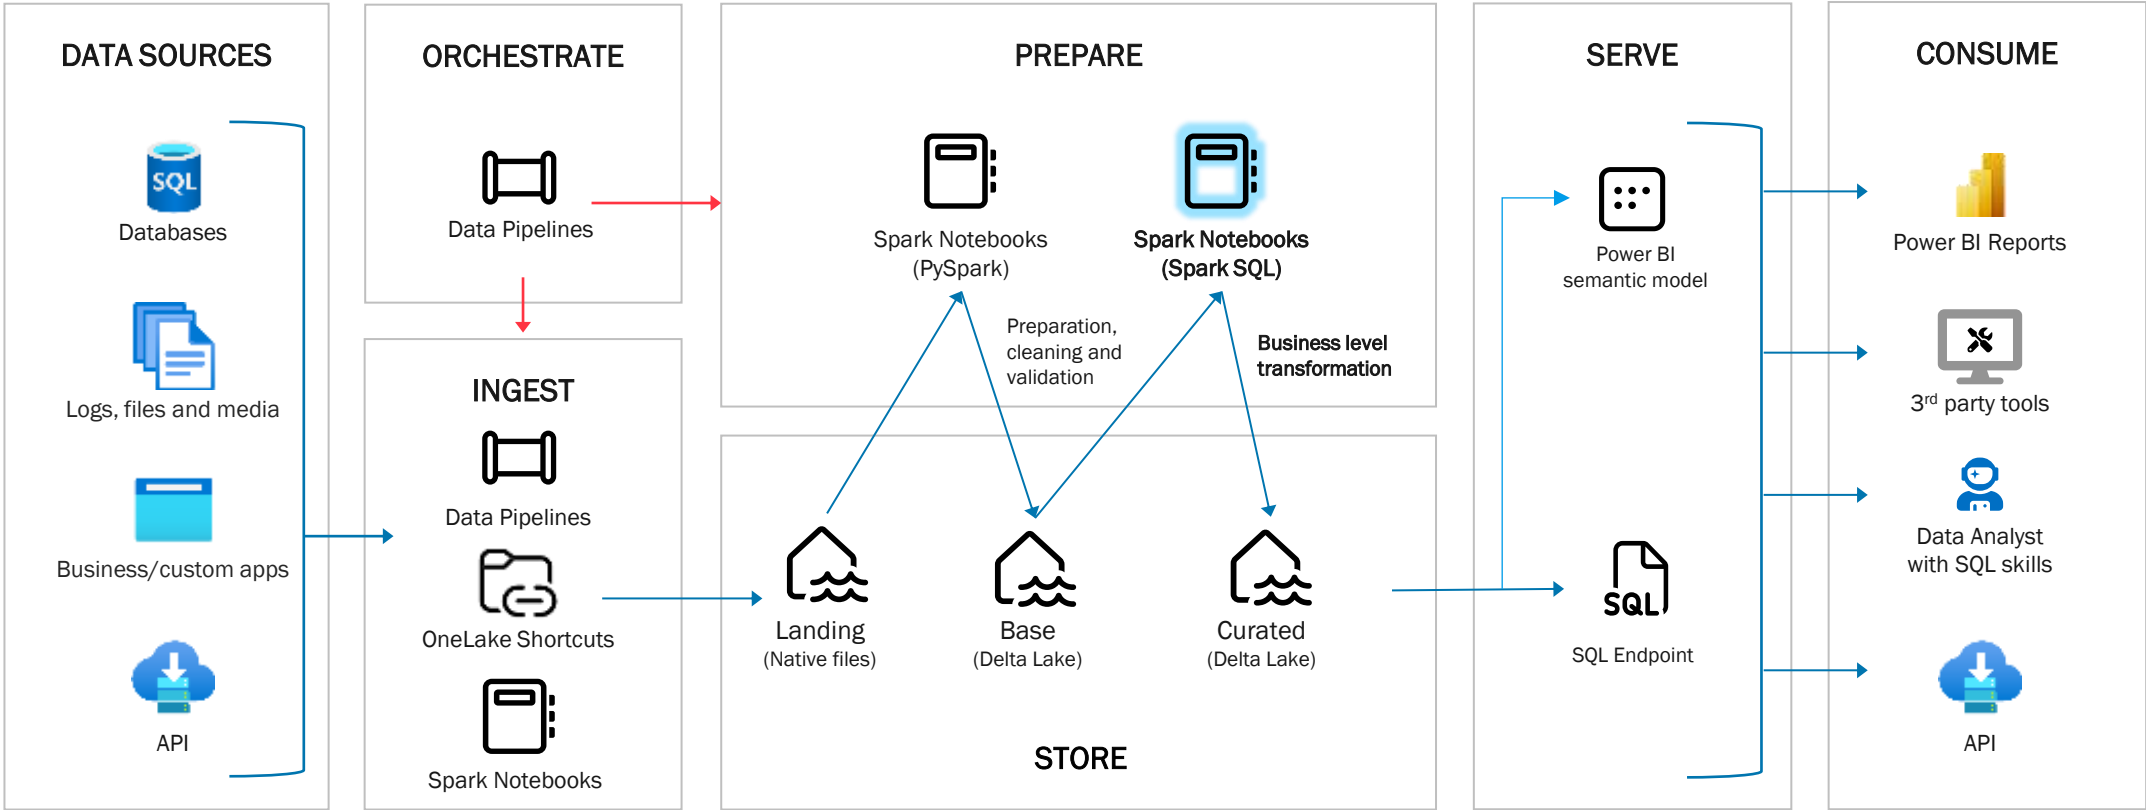 DATA SOURCES
SQL
Databases
Logs, files and media
Business/custom apps
API
ORCHESTRATE
Data Pipelines
INGEST
Data Pipelines
OneLake Shortcuts
Spark Notebooks
PREPARE
Spark Notebooks
(PySpark)
Spark Notebooks
(Spark SQL)
Preparation,
cleaning and
validation
Business level
transformation
Landing
(Native files)
Base
(Delta Lake)
Curated
(Delta Lake)
STORE
SERVE
Power BI
semantic model
SQL
SQL Endpoint
CONSUME
Power BI Reports
3rd party tools
Data Analyst
with SQL skills
API